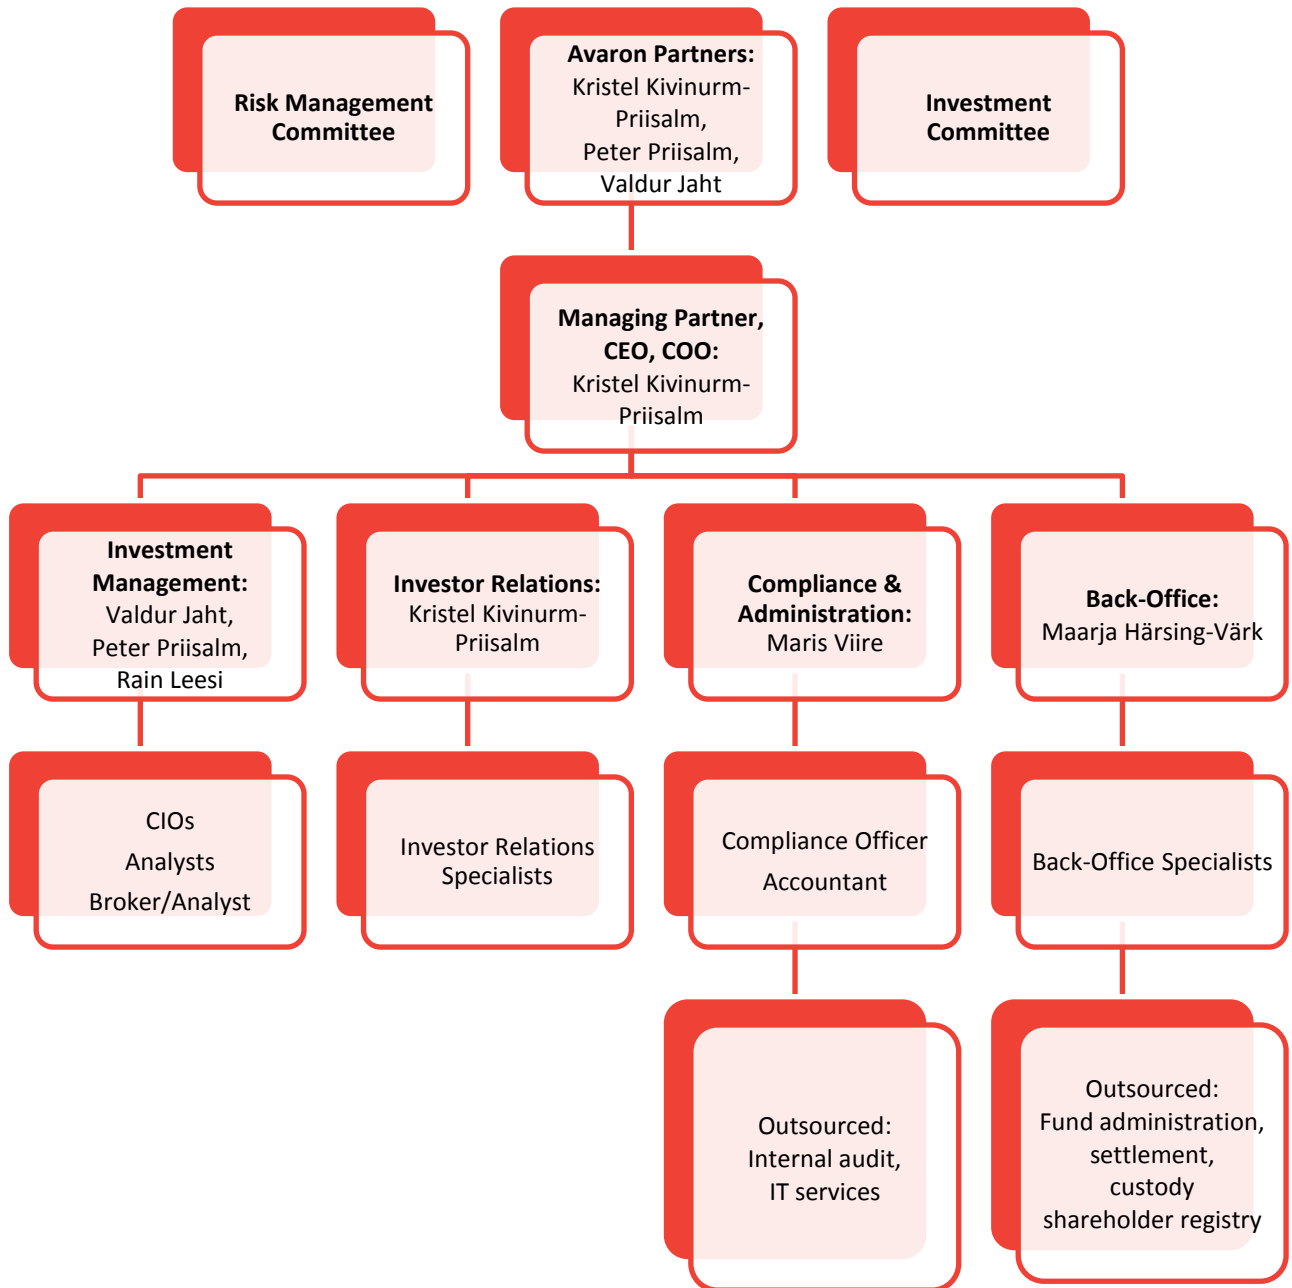 Risk Management
Committee
Avaron Partners:
Kristel Kivinurm-
Priisalm,
Peter Priisalm,
Valdur Jaht
Investment
Committee
Managing Partner,
CEO, COO:
Kristel Kivinurm-
Priisalm
Investment
Management:
Valdur Jaht,
Peter Priisalm,
Rain Leesi
Investor Relations:
Kristel Kivinurm-
Priisalm
Compliance &
Administration:
Maris Viire
Back-Office:
Maarja Härsing-Värk
CIOs
Analysts
Broker/Analyst
Investor Relations
Specialists
Compliance Officer
Accountant
Back-Office Specialists
Outsourced:
Internal audit,
IT services
Outsourced:
Fund administration,
settlement,
custody
shareholder registry